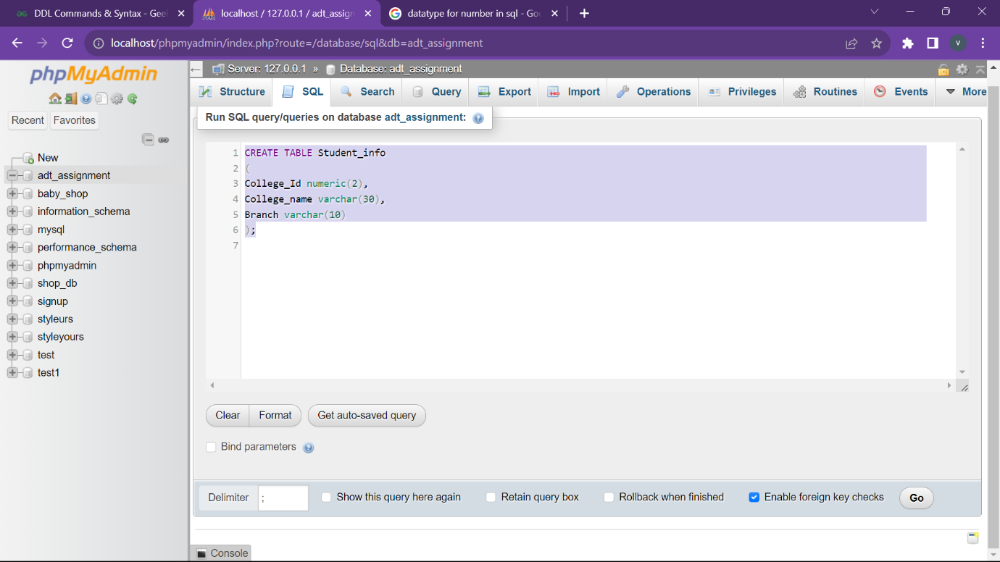 DDL Commands & Syntax - Gee
localhost / 127.0.0.1 / adt_assign
datatype for number in sql - Goo
localhost/phpmyadmin/index.php?route=/database/sql&db=adt_assignment
V
phpMyAdmin
Server: 127.0.0.1 » Database: adt_assignment
Structure SQL Search Query Export Import Operations Privileges Routines Events More
Recent Favorites
Run SQL query/queries on database adt_assignment:
New
adt_assignment
baby_shop
information_schema
mysql
performance_schema
phpmyadmin
shop_db
signup
styleurs
styleyours
test
test1
1 CREATE TABLE Student_info
2 (
3 College_Id numeric(2),
4 College_name varchar(30),
5 Branch varchar(10)
6 );
7
Clear Format Get auto-saved query
Bind parameters
Delimiter ; Show this query here again Retain query box Rollback when finished Enable foreign key checks Go
Console